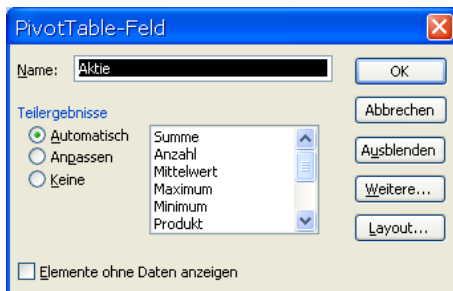 PivotTable-Feld
Name: Aktie
OK
Abbrechen
Ausblenden
Weitere...
Layout...
Teilergebnisse
Automatisch
Anpassen
Keine
Summe
Anzahl
Mittelwert
Maximum
Minimum
Produkt
Elemente ohne Daten anzeigen